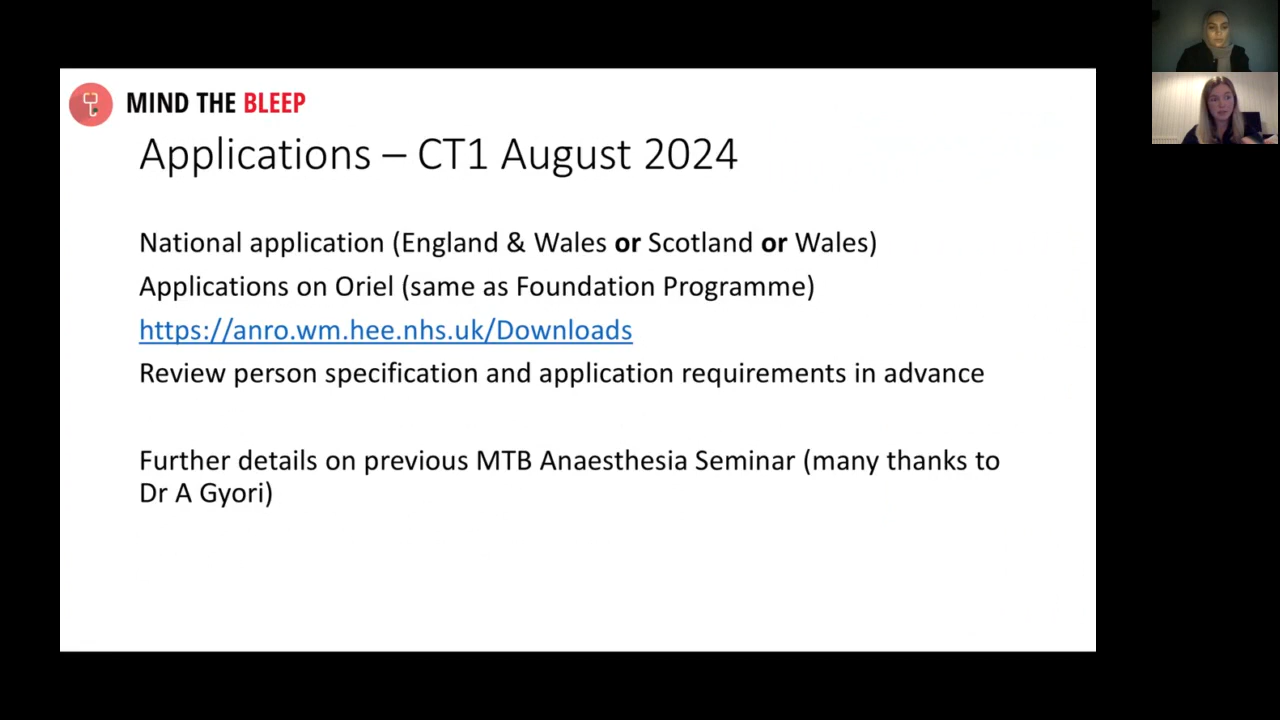 MIND THE BLEEP
Applications – CT1 August 2024
National application (England & Wales or Scotland or Wales)
Applications on Oriel (same as Foundation Programme)
https://anro.wm.hee.nhs.uk/Downloads
Review person specification and application requirements in advance
Further details on previous MTB Anaesthesia Seminar (many thanks to
Dr A Gyori)